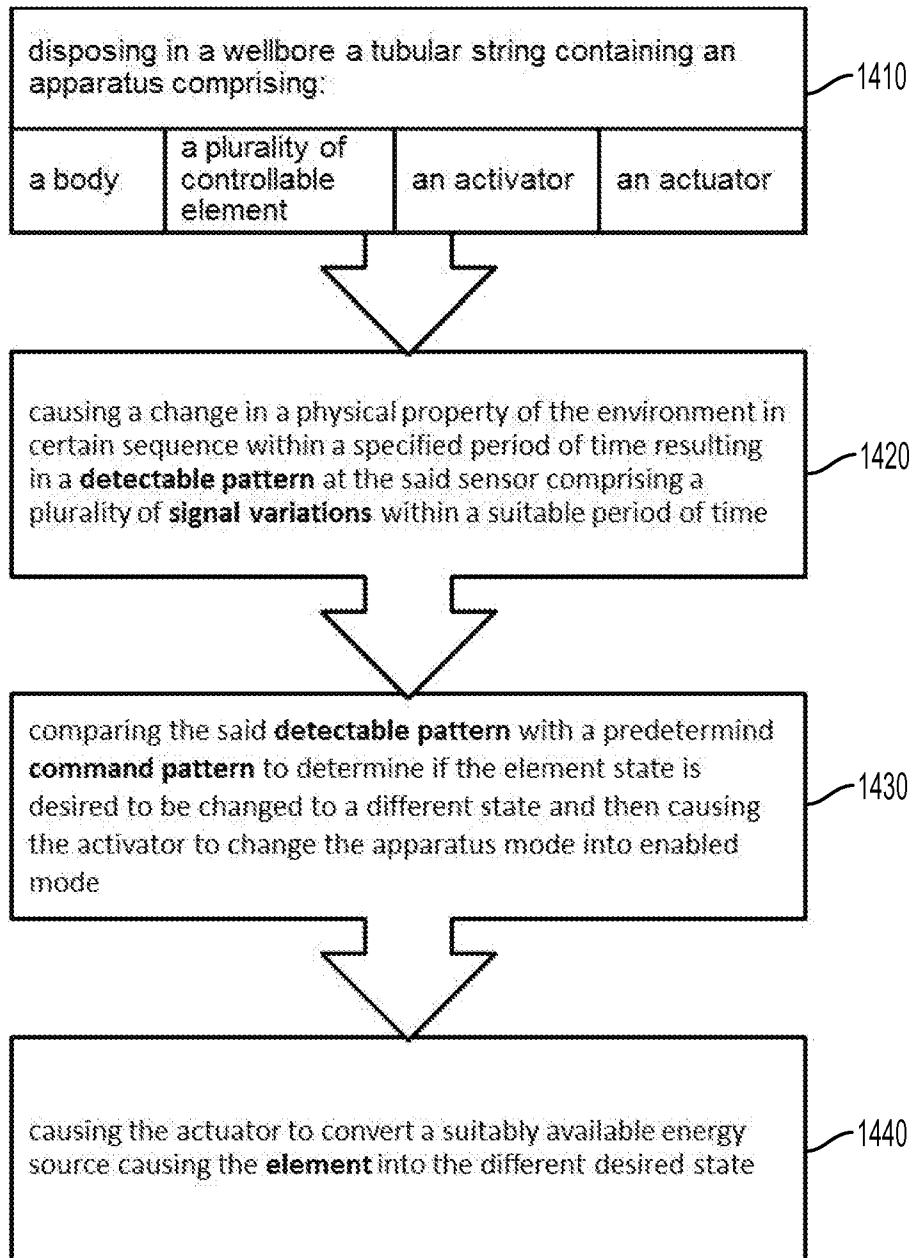 disposing in a wellbore a tubular string containing an
apparatus comprising:
1410
a body
a plurality of
controllable
element
an activator
an actuator
causing a change in a physical property of the environment in
certain sequence within a specified period of time resulting
in a detectable pattern at the said sensor comprising a
plurality of signal variations within a suitable period of time
1420
comparing the said detectable pattern with a predetermind
command pattern to determine if the element state is
desired to be changed to a different state and then causing
the activator to change the apparatus mode into enabled
mode
1430
causing the actuator to convert a suitably available energy
source causing the element into the different desired state
1440